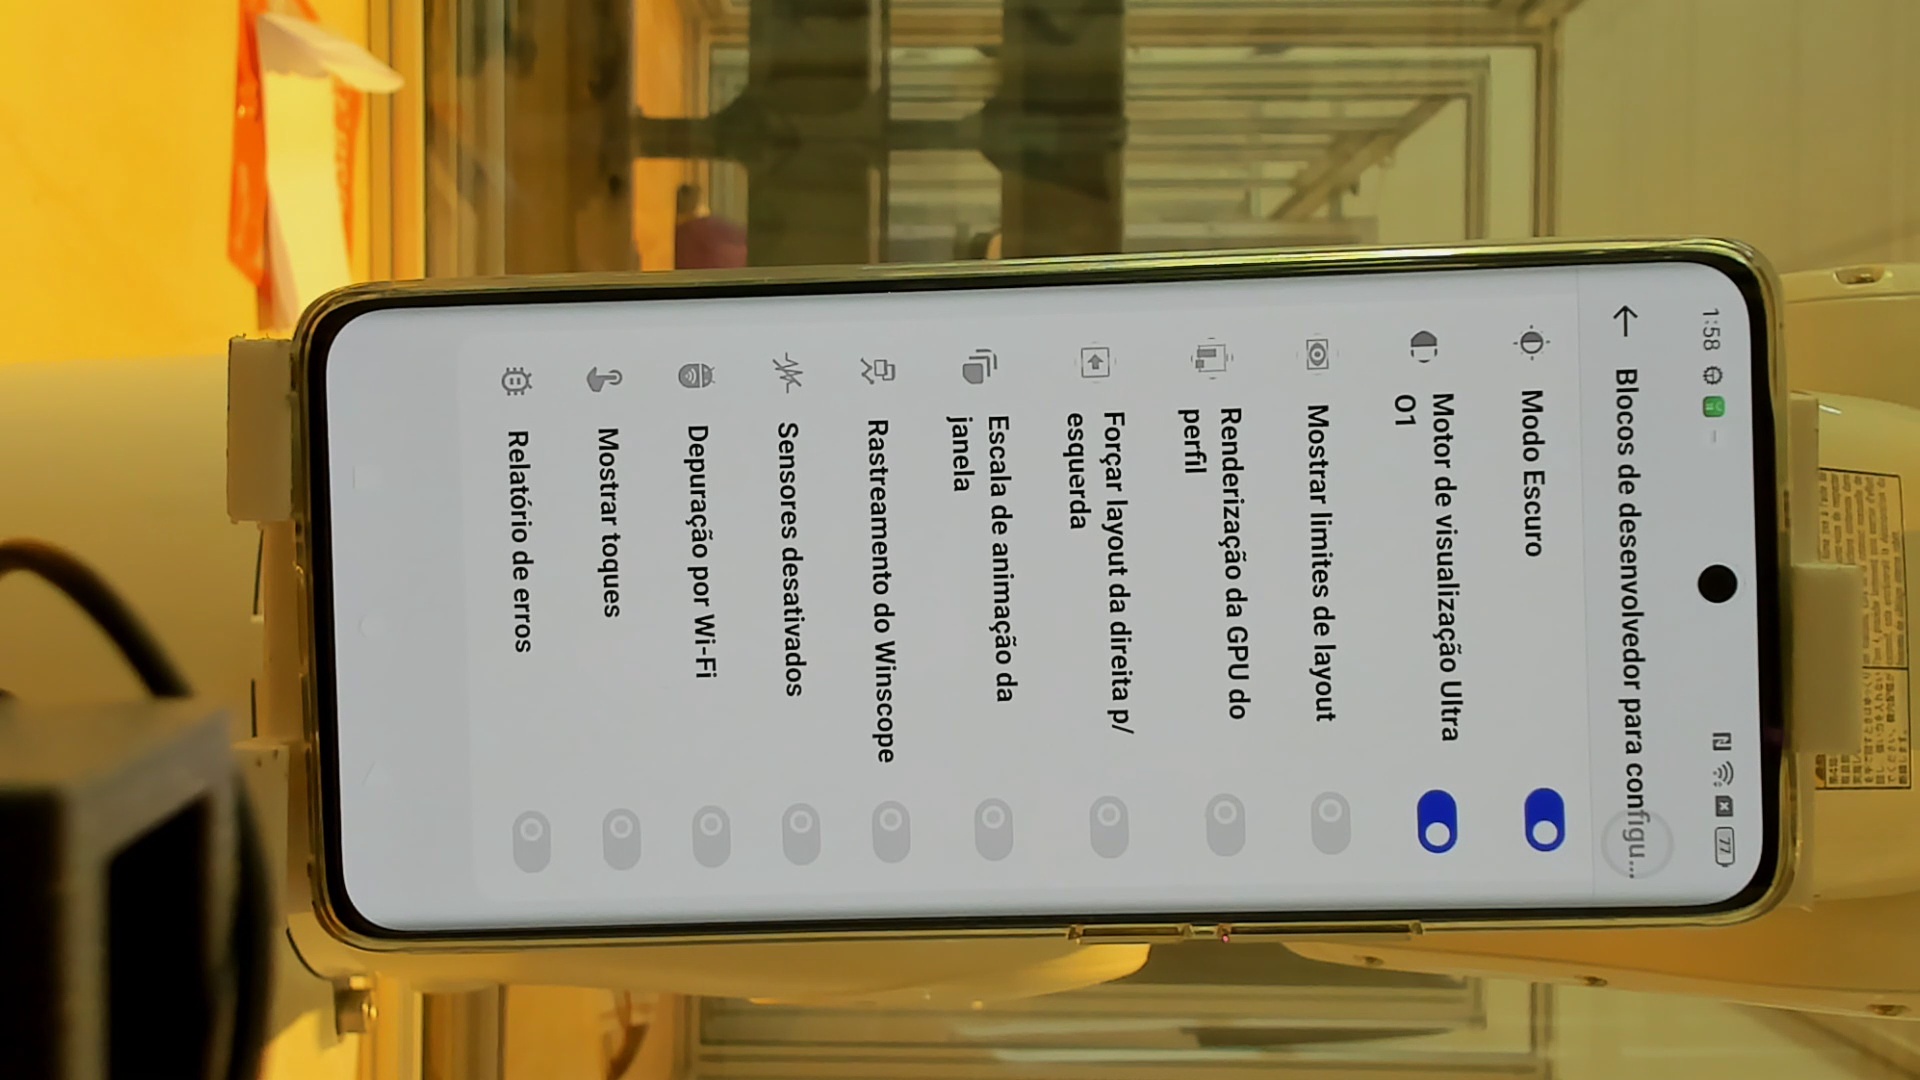 1:58
77
Blocos de desenvolvedor para configu...
Modo Escuro
Motor de visualização Ultra
01
Mostrar limites de layout
Renderização da GPU do
perfil
Forçar layout da direita p/
esquerda
Escala de animação da
janela
Rastreamento do Winscope
Sensores desativados
Depuração por Wi-Fi
Mostrar toques
Relatório de erros